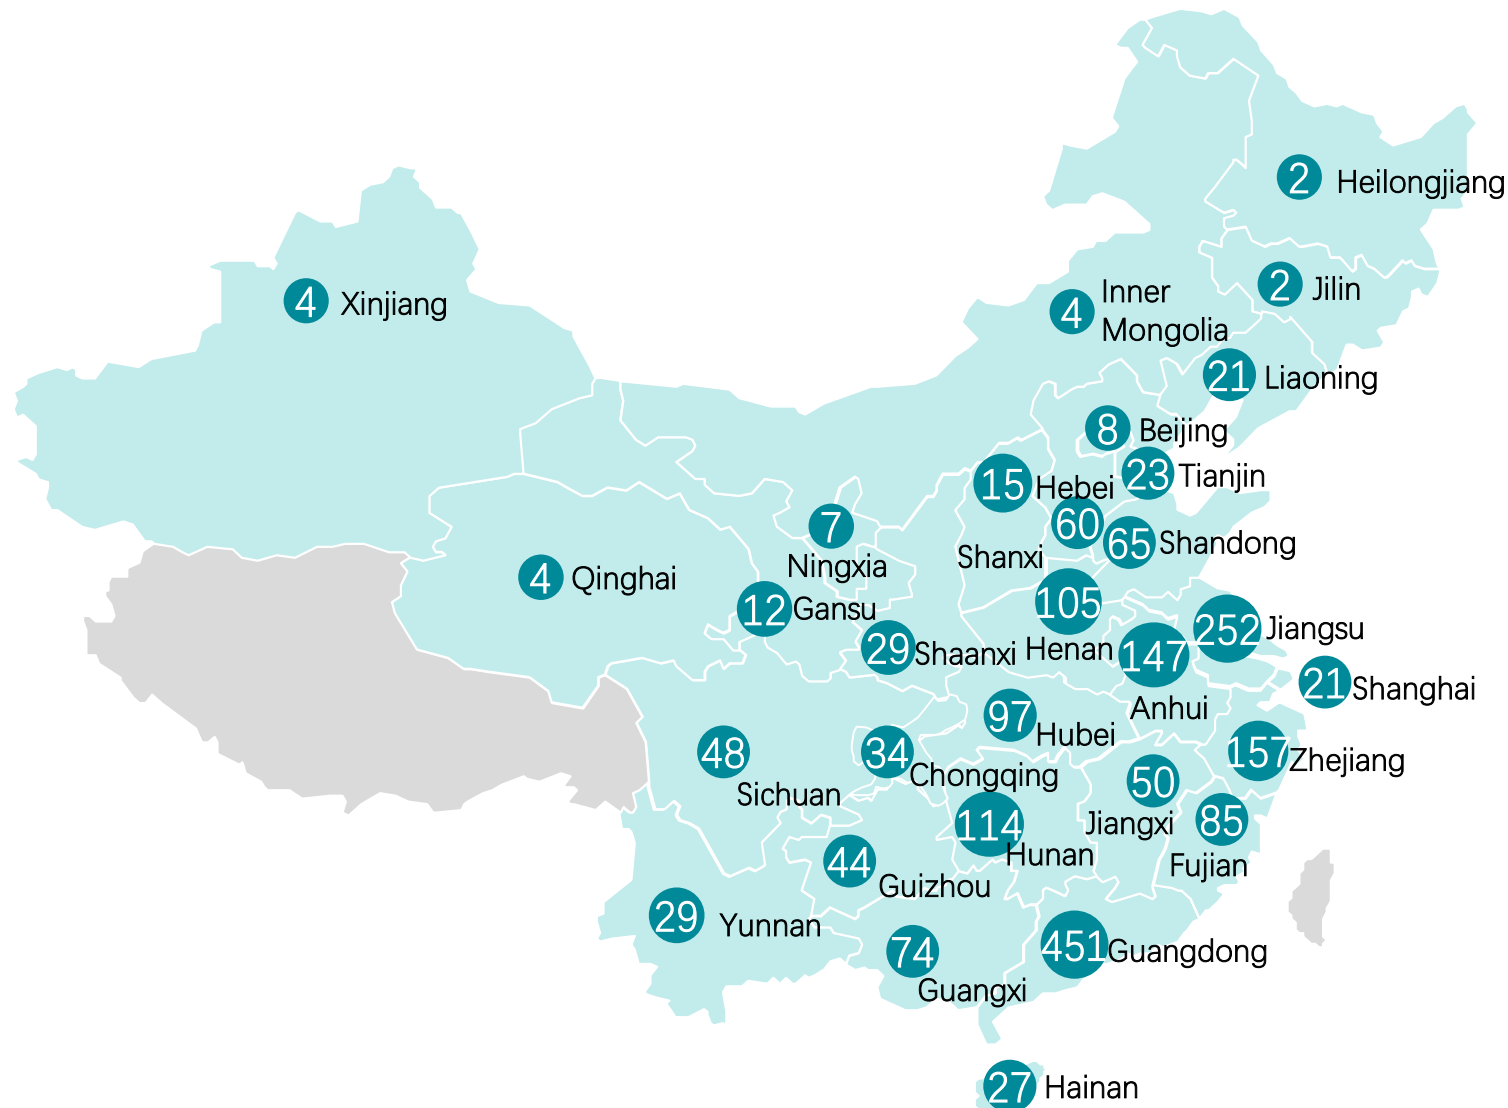 2 Heilongjiang
2 Jilin
4 Xinjiang
4 Inner
Mongolia
21 Liaoning
8 Beijing
23 Tianjin
15 Hebei
60
Shanxi
65 Shandong
7
Ningxia
4 Qinghai
12 Gansu
105
Henan
252 Jiangsu
29 Shaanxi
147
Anhui
21 Shanghai
97
Hubei
48
Sichuan
34
Chongqing
157
Zhejiang
50
Jiangxi
85
Fujian
114
Hunan
44
Guizhou
29 Yunnan
74
Guangxi
451 Guangdong
27 Hainan